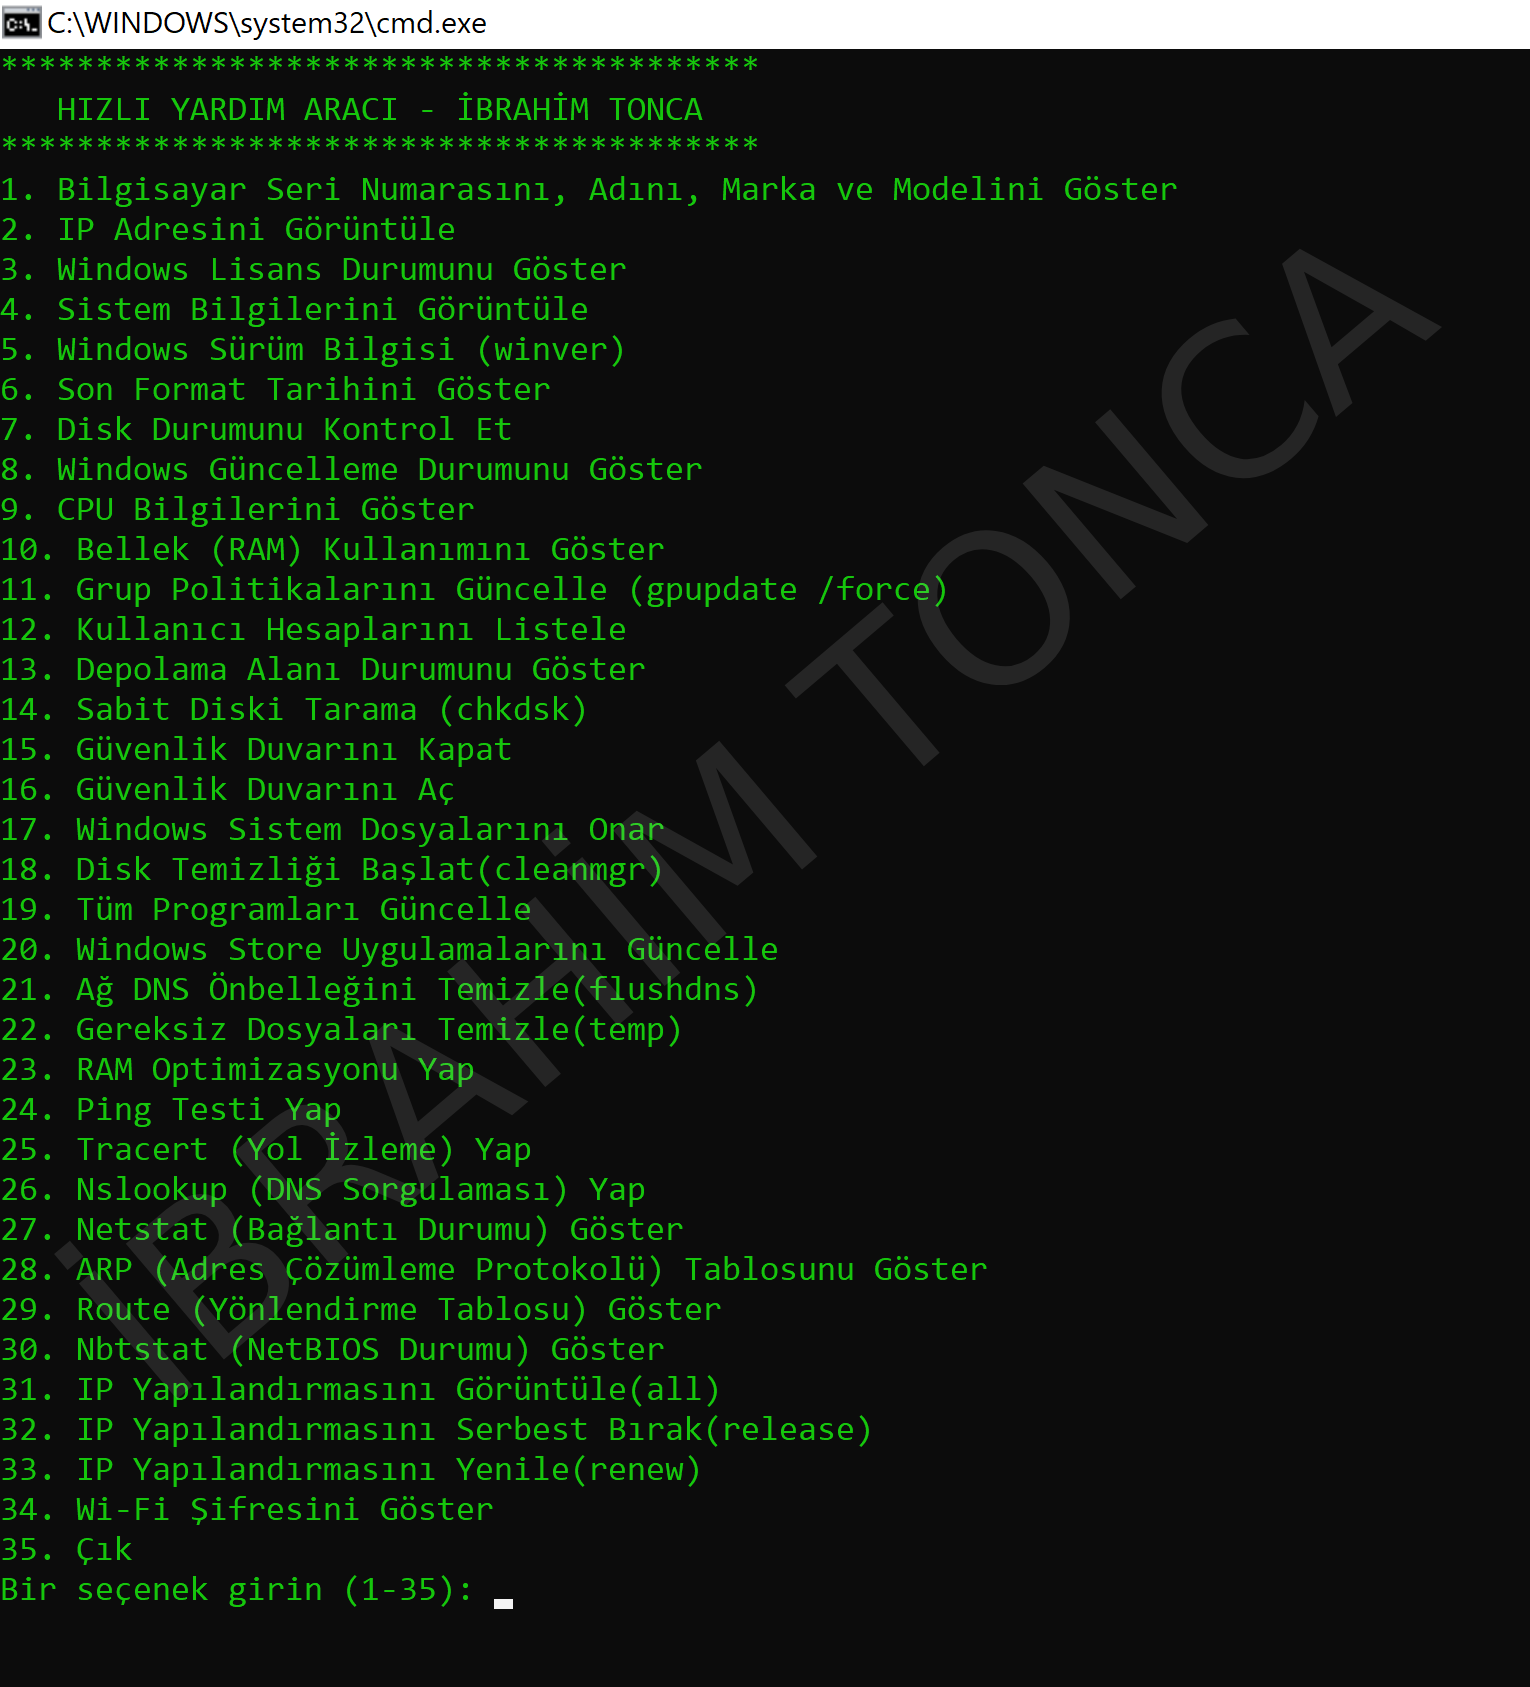 C:\WINDOWS\system32\cmd.exe
****************************************
HIZLI YARDIM ARACI - İBRAHİM TONCA
****************************************
1. Bilgisayar Seri Numarasını, Adını, Marka ve Modelini Göster
2. IP Adresini Görüntüle
3. Windows Lisans Durumunu Göster
4. Sistem Bilgilerini Görüntüle
5. Windows Sürüm Bilgisi (winver)
6. Son Format Tarihini Göster
7. Disk Durumunu Kontrol Et
8. Windows Güncelleme Durumunu Göster
9. CPU Bilgilerini Göster
10. Bellek (RAM) Kullanımını Göster
11. Grup Politikalarını Güncelle (gpupdate /force)
12. Kullanıcı Hesaplarını Listele
13. Depolama Alanı Durumunu Göster
14. Sabit Diski Tarama (chkdsk)
15. Güvenlik Duvarını Kapat
16. Güvenlik Duvarını Aç
17. Windows Sistem Dosyalarını Onar
18. Disk Temizliği Başlat(cleanmgr)
19. Tüm Programları Güncelle
20. Windows Store Uygulamalarını Güncelle
21. Ağ DNS Önbelleğini Temizle(flushdns)
22. Gereksiz Dosyaları Temizle(temp)
23. RAM Optimizasyonu Yap
24. Ping Testi Yap
25. Tracert (Yol İzleme) Yap
26. Nslookup (DNS Sorgulaması) Yap
27. Netstat (Bağlantı Durumu) Göster
28. ARP (Adres Çözümleme Protokolü) Tablosunu Göster
29. Route (Yönlendirme Tablosu) Göster
30. Nbtstat (NetBIOS Durumu) Göster
31. IP Yapılandırmasını Görüntüle(all)
32. IP Yapılandırmasını Serbest Bırak(release)
33. IP Yapılandırmasını Yenile(renew)
34. Wi-Fi Şifresini Göster
35. Çık
Bir seçenek girin (1-35):
İBRAHİM TONCA